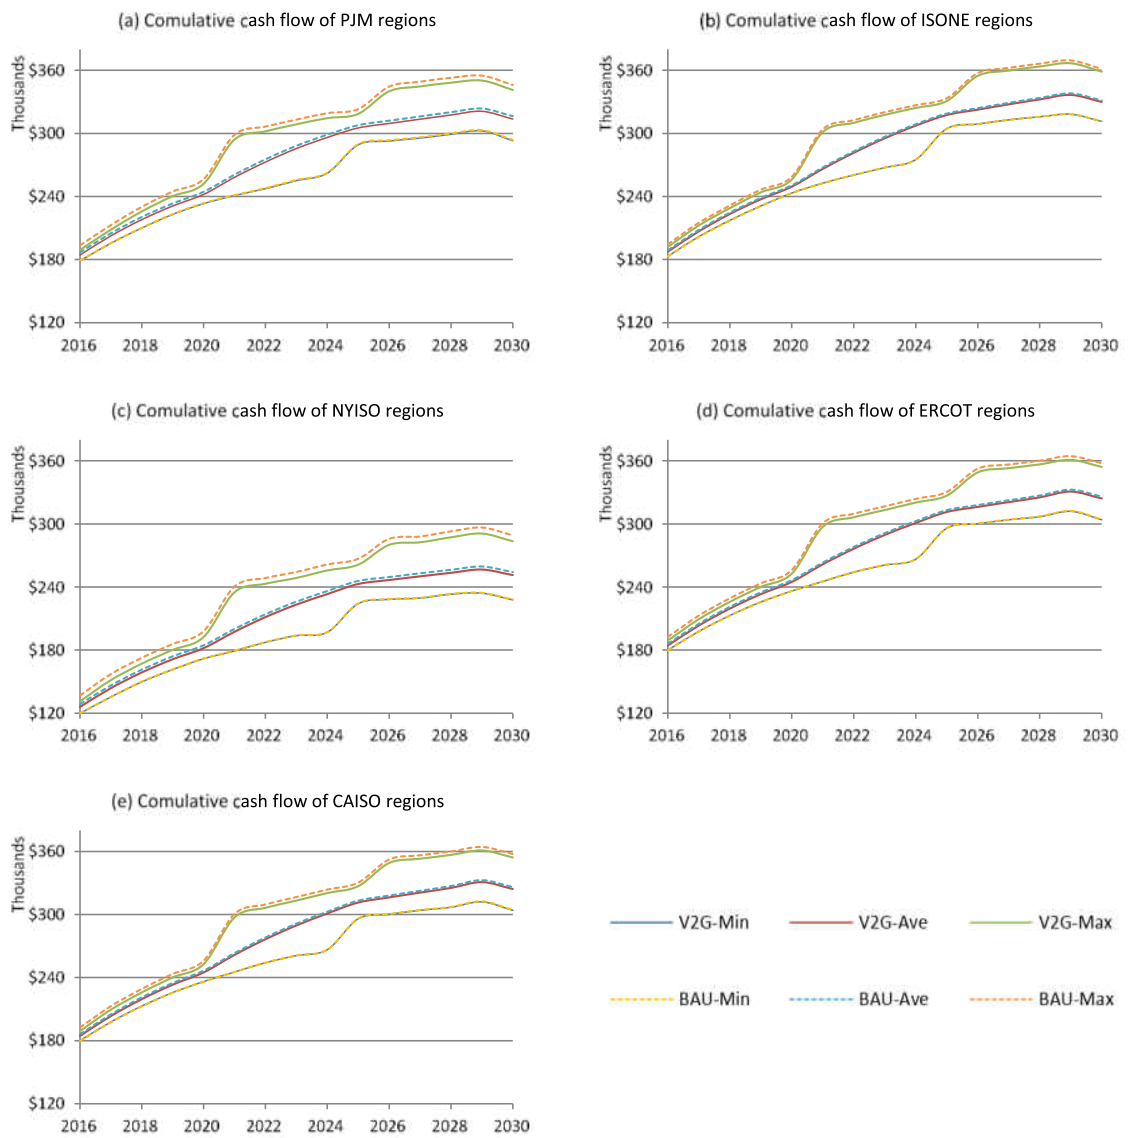 (a) Comulative cash flow of PJM regions
Thousands
$360
$300
$240
$180
$120
2016 2018 2020 2022 2024 2026 2028 2030
(b) Comulative cash flow of ISONE regions
Thousands
$360
$300
$240
$180
$120
2016 2018 2020 2022 2024 2026 2028 2030
(c) Comulative cash flow of NYISO regions
Thousands
$360
$300
$240
$180
$120
2016 2018 2020 2022 2024 2026 2028 2030
(d) Comulative cash flow of ERCOT regions
Thousands
$360
$300
$240
$180
$120
2016 2018 2020 2022 2024 2026 2028 2030
(e) Comulative cash flow of CAISO regions
Thousands
$360
$300
$240
$180
$120
2016 2018 2020 2022 2024 2026 2028 2030
V2G-Min V2G-Ave V2G-Max
BAU-Min BAU-Ave BAU-Max